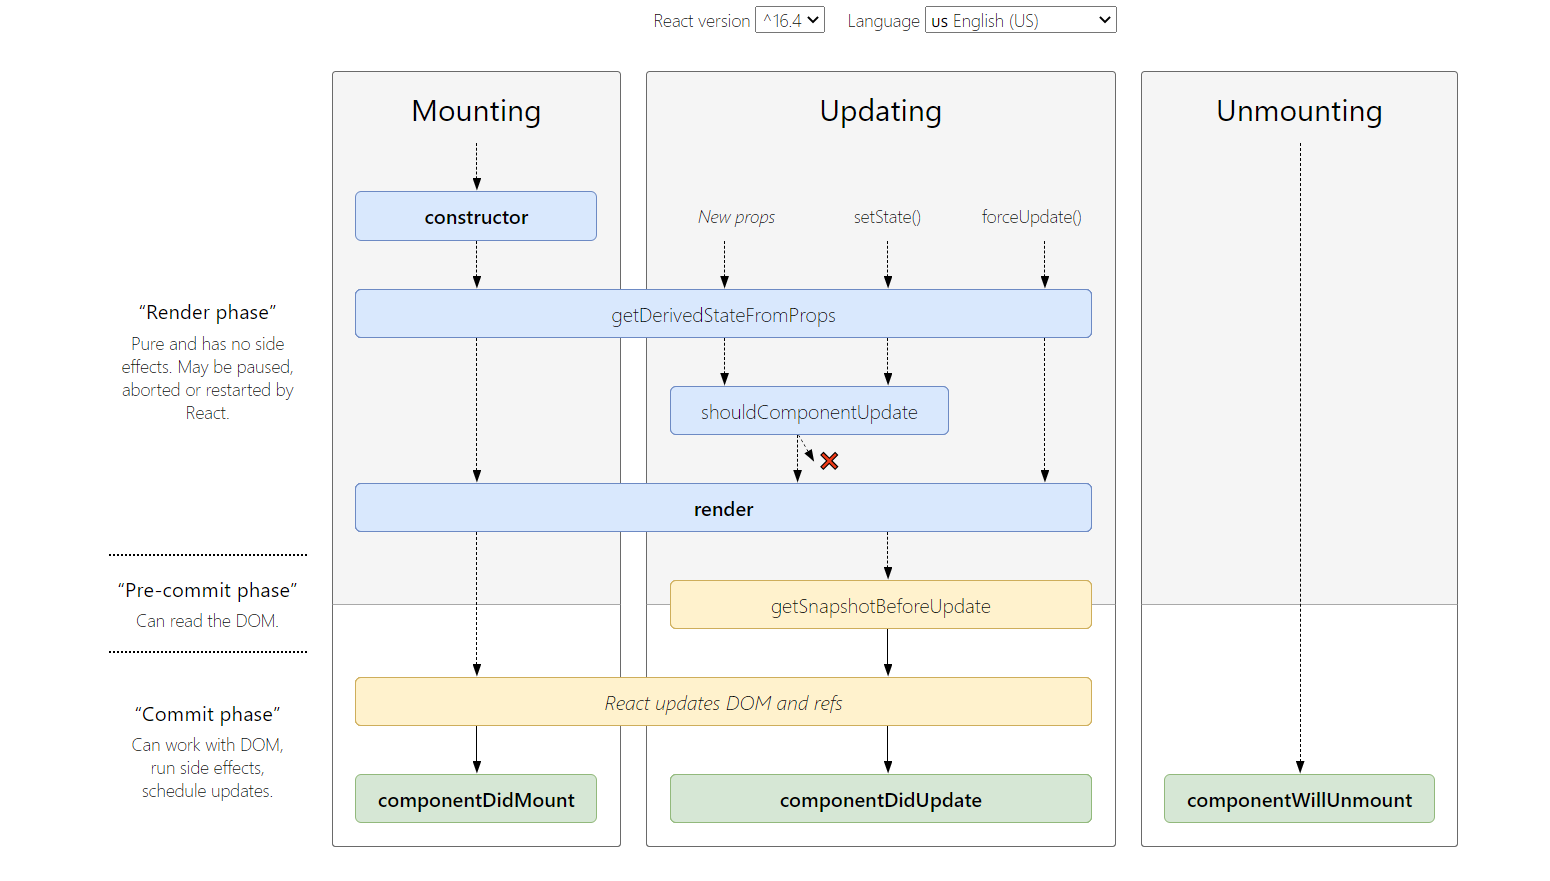 React version ^16.4 Language us English (US)
Mounting Updating Unmounting
constructor
New props setState() forceUpdate()
getDerivedStateFromProps
“Render phase”
Pure and has no side
effects. May be paused,
aborted or restarted by
React.
shouldComponentUpdate
render
“Pre-commit phase”
Can read the DOM.
getSnapshotBeforeUpdate
React updates DOM and refs
“Commit phase”
Can work with DOM,
run side effects,
schedule updates.
componentDidMount componentDidUpdate componentWillUnmount